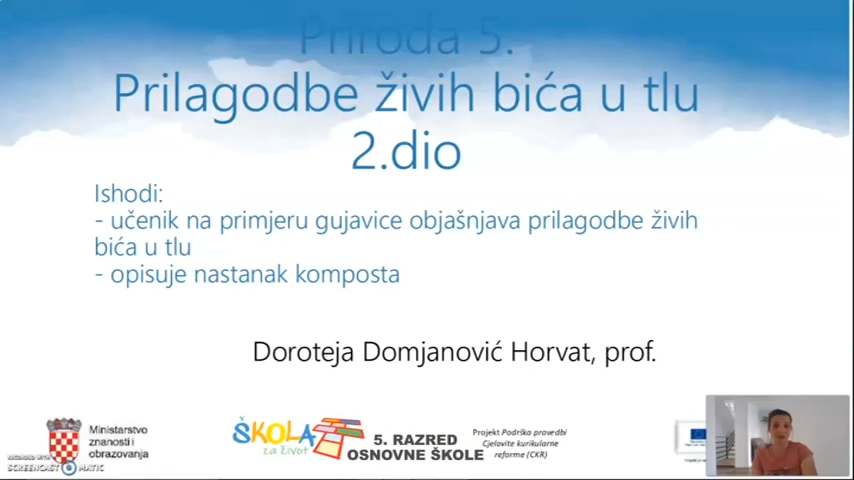 Priroda 5.
Prilagodbe živih bića u tlu
2.dio
Ishodi:
- učenik na primjeru gujavice objašnjava prilagodbe živih
bića u tlu
- opisuje nastanak komposta
Doroteja Domjanović Horvat, prof.
Ministarstvo
znanosti i
obrazovanja
ŠKOLA
za život
5. RAZRED
OSNOVNE ŠKOLE
Projekt Podrška provedbi
Cjelovite kurikularne
reforme (CKR)
RECORDED WITH
SCREENCAST MATIC